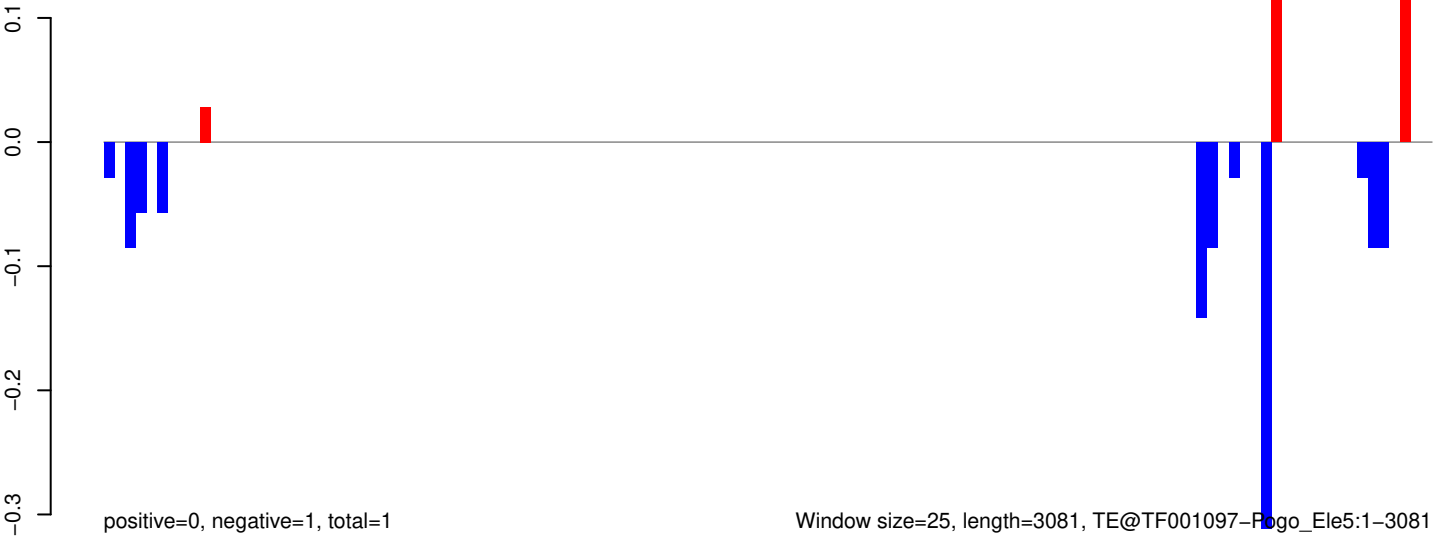 0.1
0.0
−0.1
−0.2
−0.3
positive=0, negative=1, total=1
Window size=25, length=3081, TE@TF001097−Pogo_Ele5:1−3081